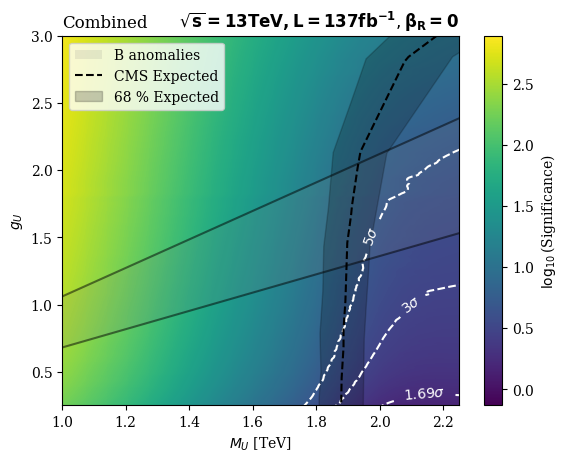 Combined
√s = 13TeV, L = 137fb⁻¹, β_R = 0
3.0
2.5
2.0
1.5
1.0
0.5
g_U
B anomalies
CMS Expected
68 % Expected
5σ
3σ
1.69σ
1.0
1.2
1.4
1.6
1.8
2.0
2.2
M_U [TeV]
2.5
2.0
1.5
1.0
0.5
0.0
log₁₀(Significance)